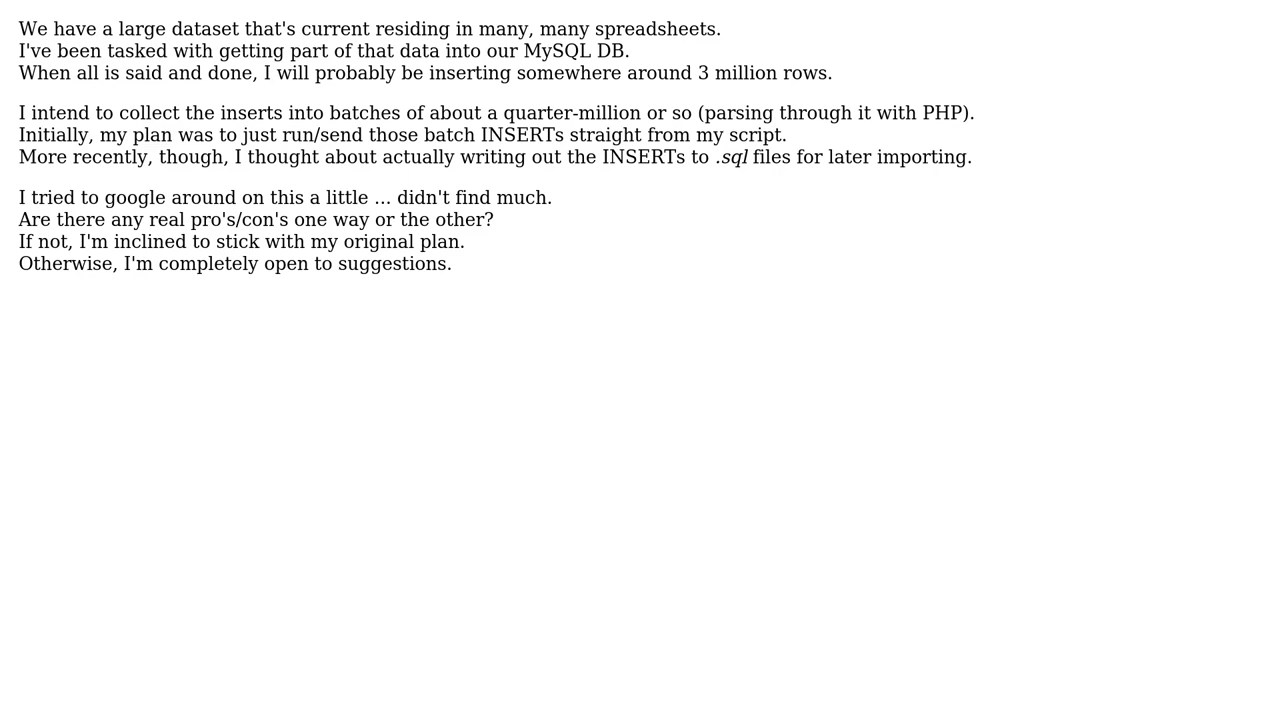 We have a large dataset that's current residing in many, many spreadsheets.
I've been tasked with getting part of that data into our MySQL DB.
When all is said and done, I will probably be inserting somewhere around 3 million rows.
I intend to collect the inserts into batches of about a quarter-million or so (parsing through it with PHP).
Initially, my plan was to just run/send those batch INSERTs straight from my script.
More recently, though, I thought about actually writing out the INSERTs to .sql files for later importing.
I tried to google around on this a little ... didn't find much.
Are there any real pro's/con's one way or the other?
If not, I'm inclined to stick with my original plan.
Otherwise, I'm completely open to suggestions.